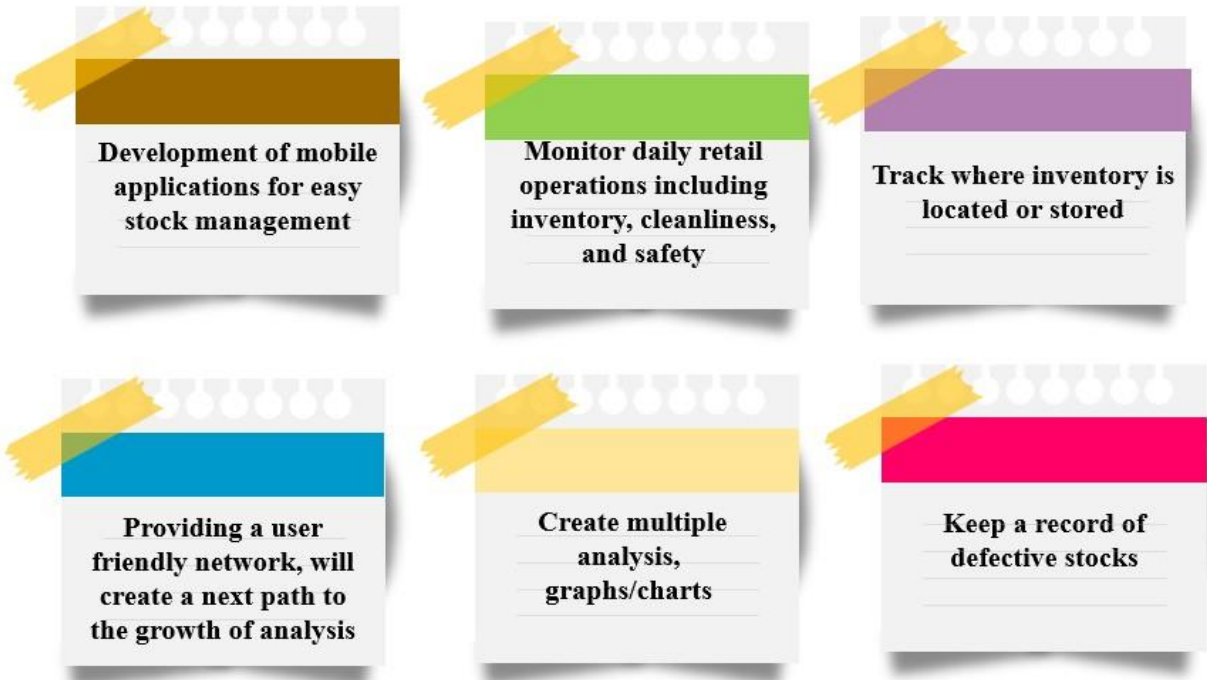 Development of mobile
applications for easy
stock management
Monitor daily retail
operations including
inventory, cleanliness,
and safety
Track where inventory is
located or stored
Providing a user
friendly network, will
create a next path to
the growth of analysis
Create multiple
analysis,
graphs/charts
Keep a record of
defective stocks